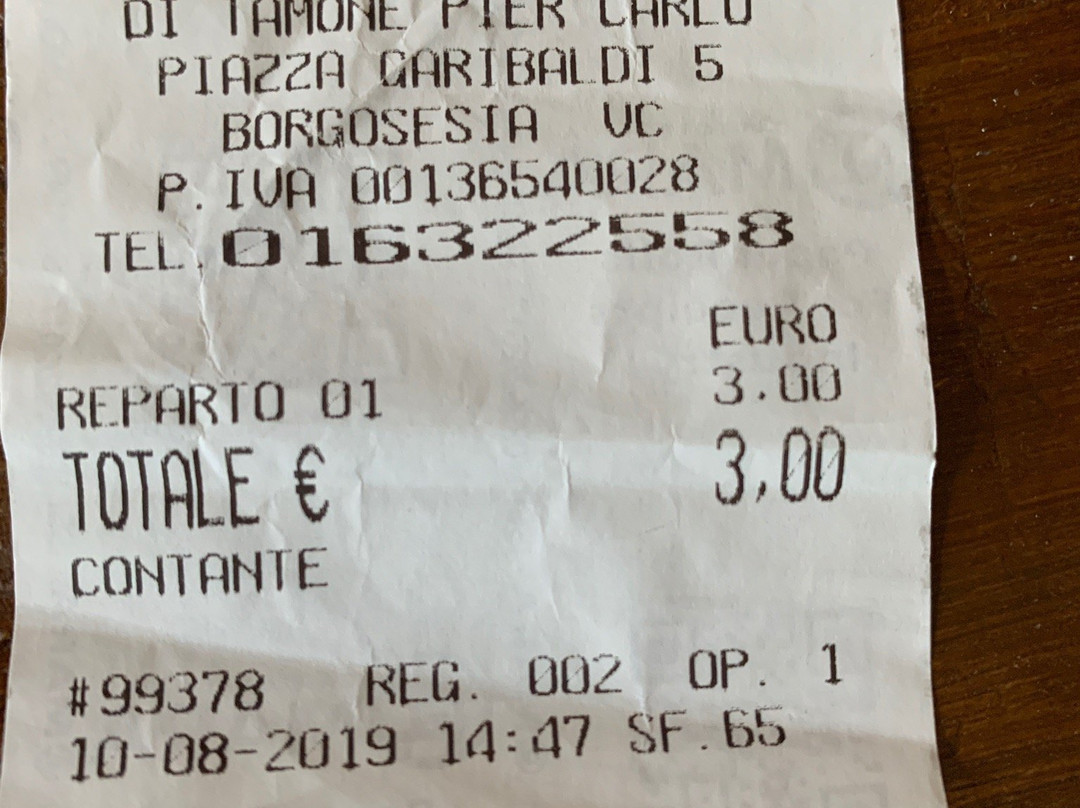 DI TAMONE PIER CARLO
PIAZZA GARIBALDI 5
BORGOSESIA VC
P.IVA 00136540028
TEL.016322558
EURO
REPARTO 01 3.00
TOTALE € 3,00
CONTANTE
#99378 REG. 002 OP. 1
10-08-2019 14:47 SF.65